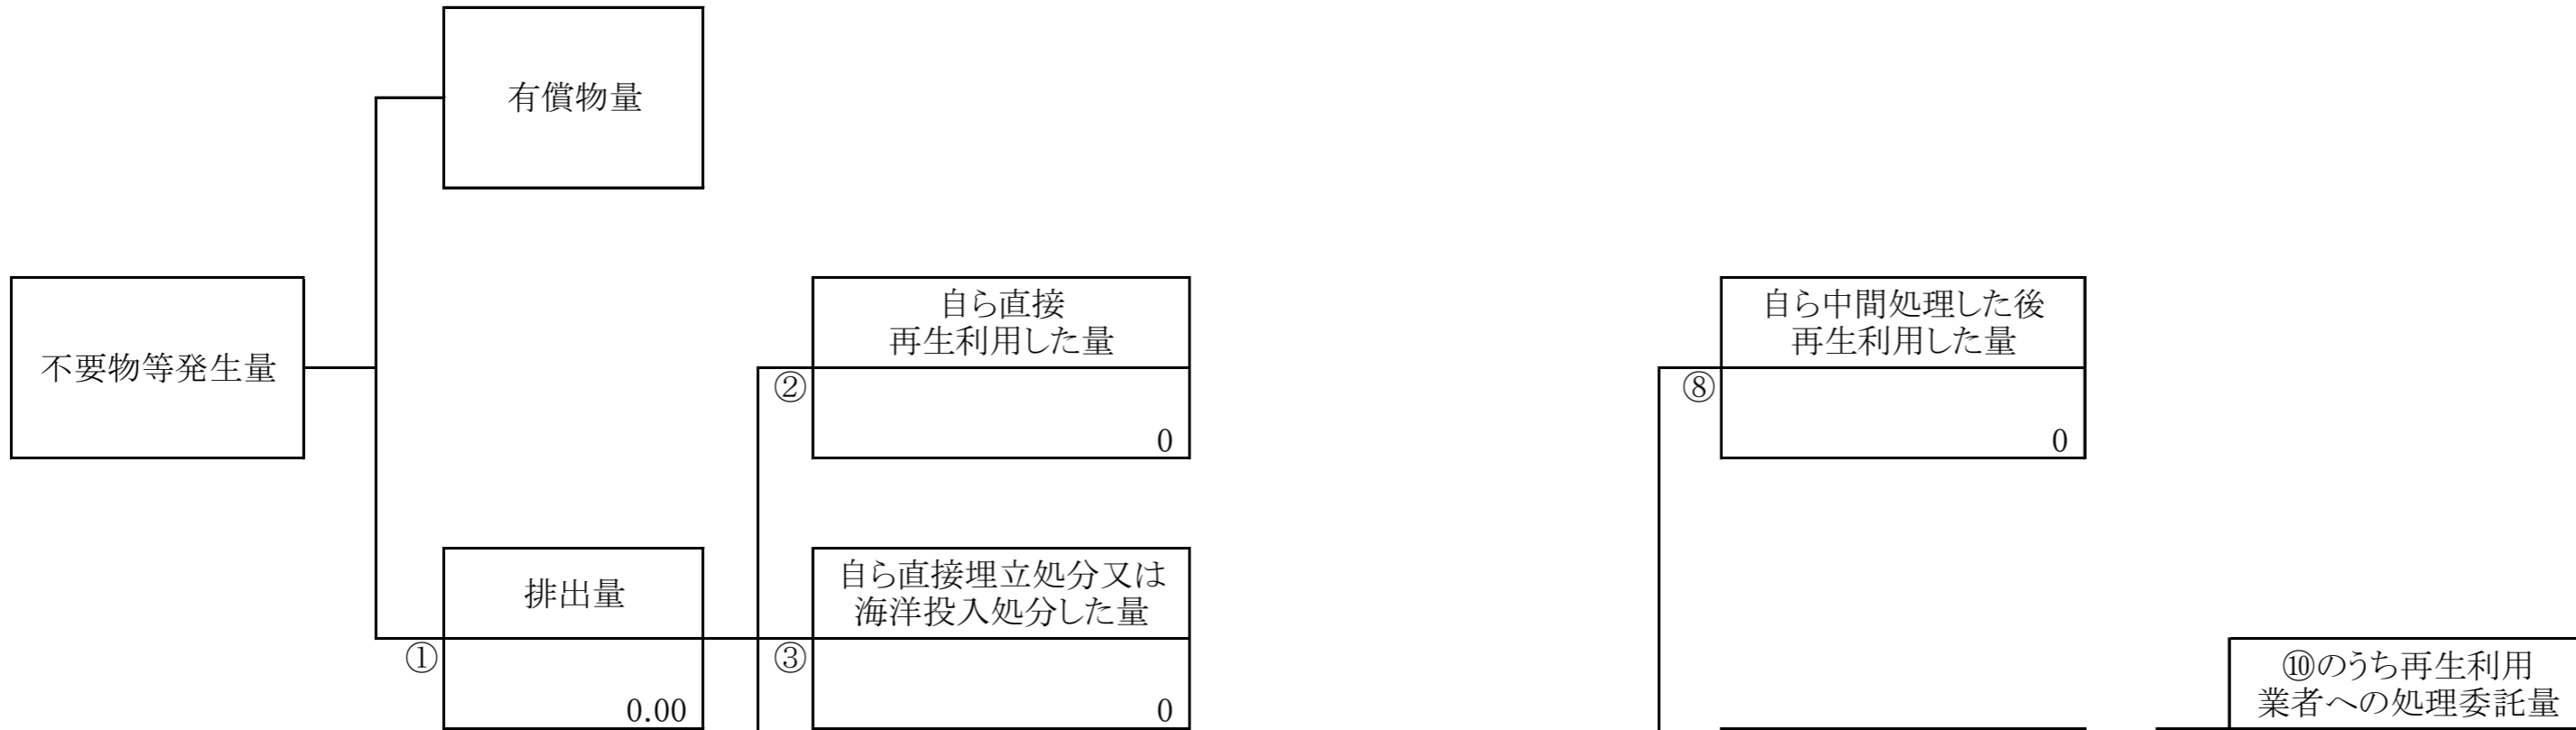 有償物量
不要物等発生量
自ら直接
再生利用した量
②
0
自ら中間処理した後
再生利用した量
⑧
0
排出量
①
0.00
自ら直接埋立処分又は
海洋投入処分した量
③
0
⑩のうち再生利用
業者への処理委託量